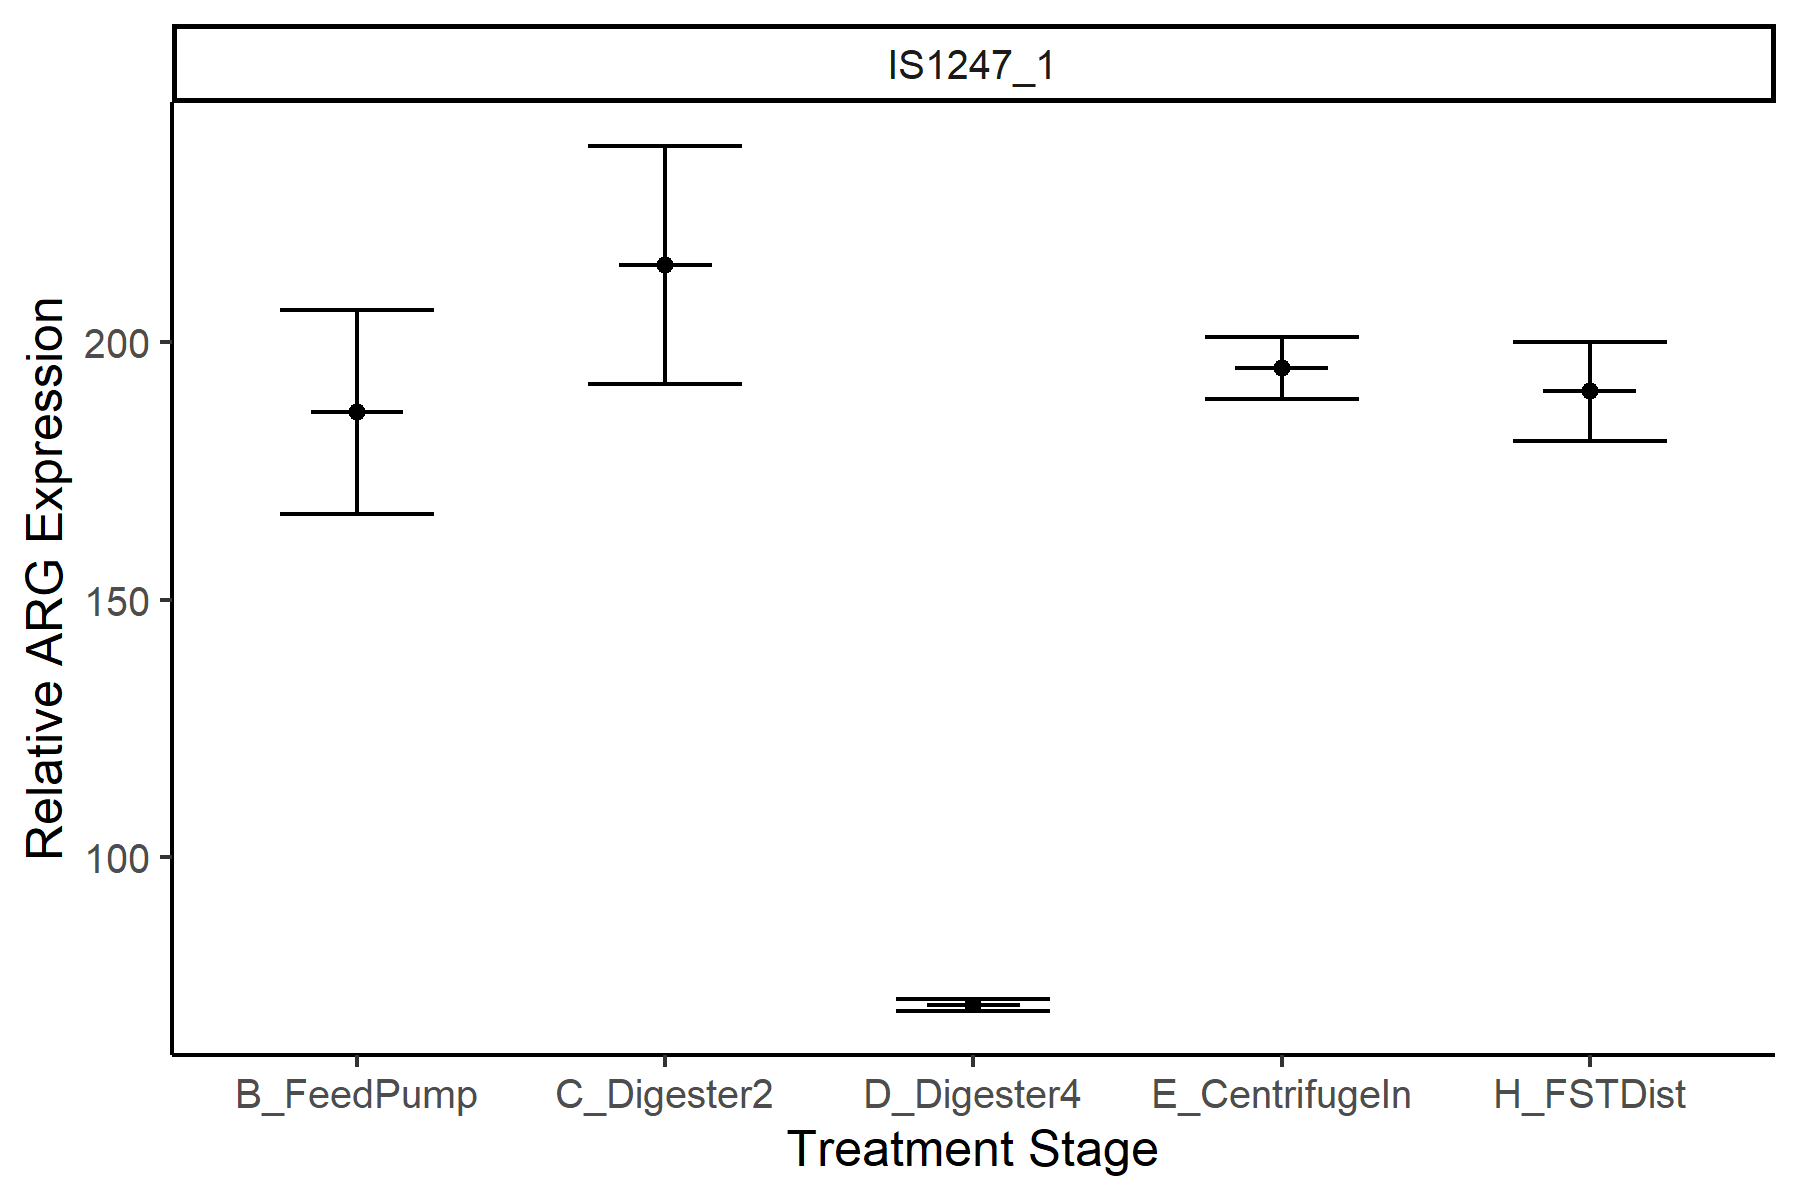 IS1247_1
Relative ARG Expression
200
150
100
B_FeedPump C_Digester2 D_Digester4 E_CentrifugeIn H_FSTDist
Treatment Stage